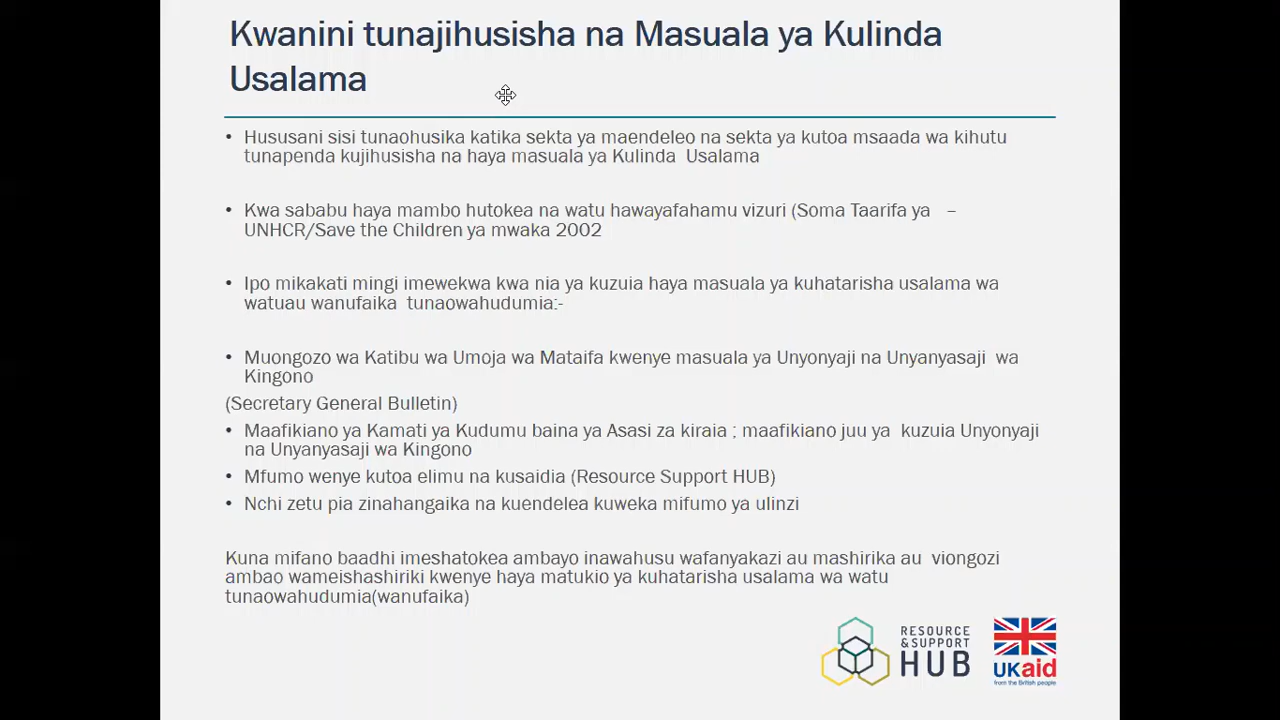 Kwanini tunajihusisha na Masuala ya Kulinda
Usalama
• Hususani sisi tunaohusika katika sekta ya maendeleo na sekta ya kutoa msaada wa kihutu
tunapenda kujihusisha na haya masuala ya Kulinda Usalama
• Kwa sababu haya mambo hutokea na watu hawayafahamu vizuri (Soma Taarifa ya –
UNHCR/Save the Children ya mwaka 2002
• Ipo mikakati mingi imewekwa kwa nia ya kuzuia haya masuala ya kuhatarisha usalama wa
watuau wanufaika tunaowahudumia:-
• Muongozo wa Katibu wa Umoja wa Mataifa kwenye masuala ya Unyonyaji na Unyanyasaji wa
Kingono
(Secretary General Bulletin)
• Maafikiano ya Kamati ya Kudumu baina ya Asasi za kiraia ; maafikiano juu ya kuzuia Unyonyaji
na Unyanyasaji wa Kingono
• Mfumo wenye kutoa elimu na kusaidia (Resource Support HUB)
• Nchi zetu pia zinahangaika na kuendelea kuweka mifumo ya ulinzi
Kuna mifano baadhi imeshatokea ambayo inawahusu wafanyakazi au mashirika au viongozi
ambao wameishashiriki kwenye haya matukio ya kuhatarisha usalama wa watu
tunaowahudumia(wanufaika)
RESOURCE
&SUPPORT
HUB
UKaid
from the British people